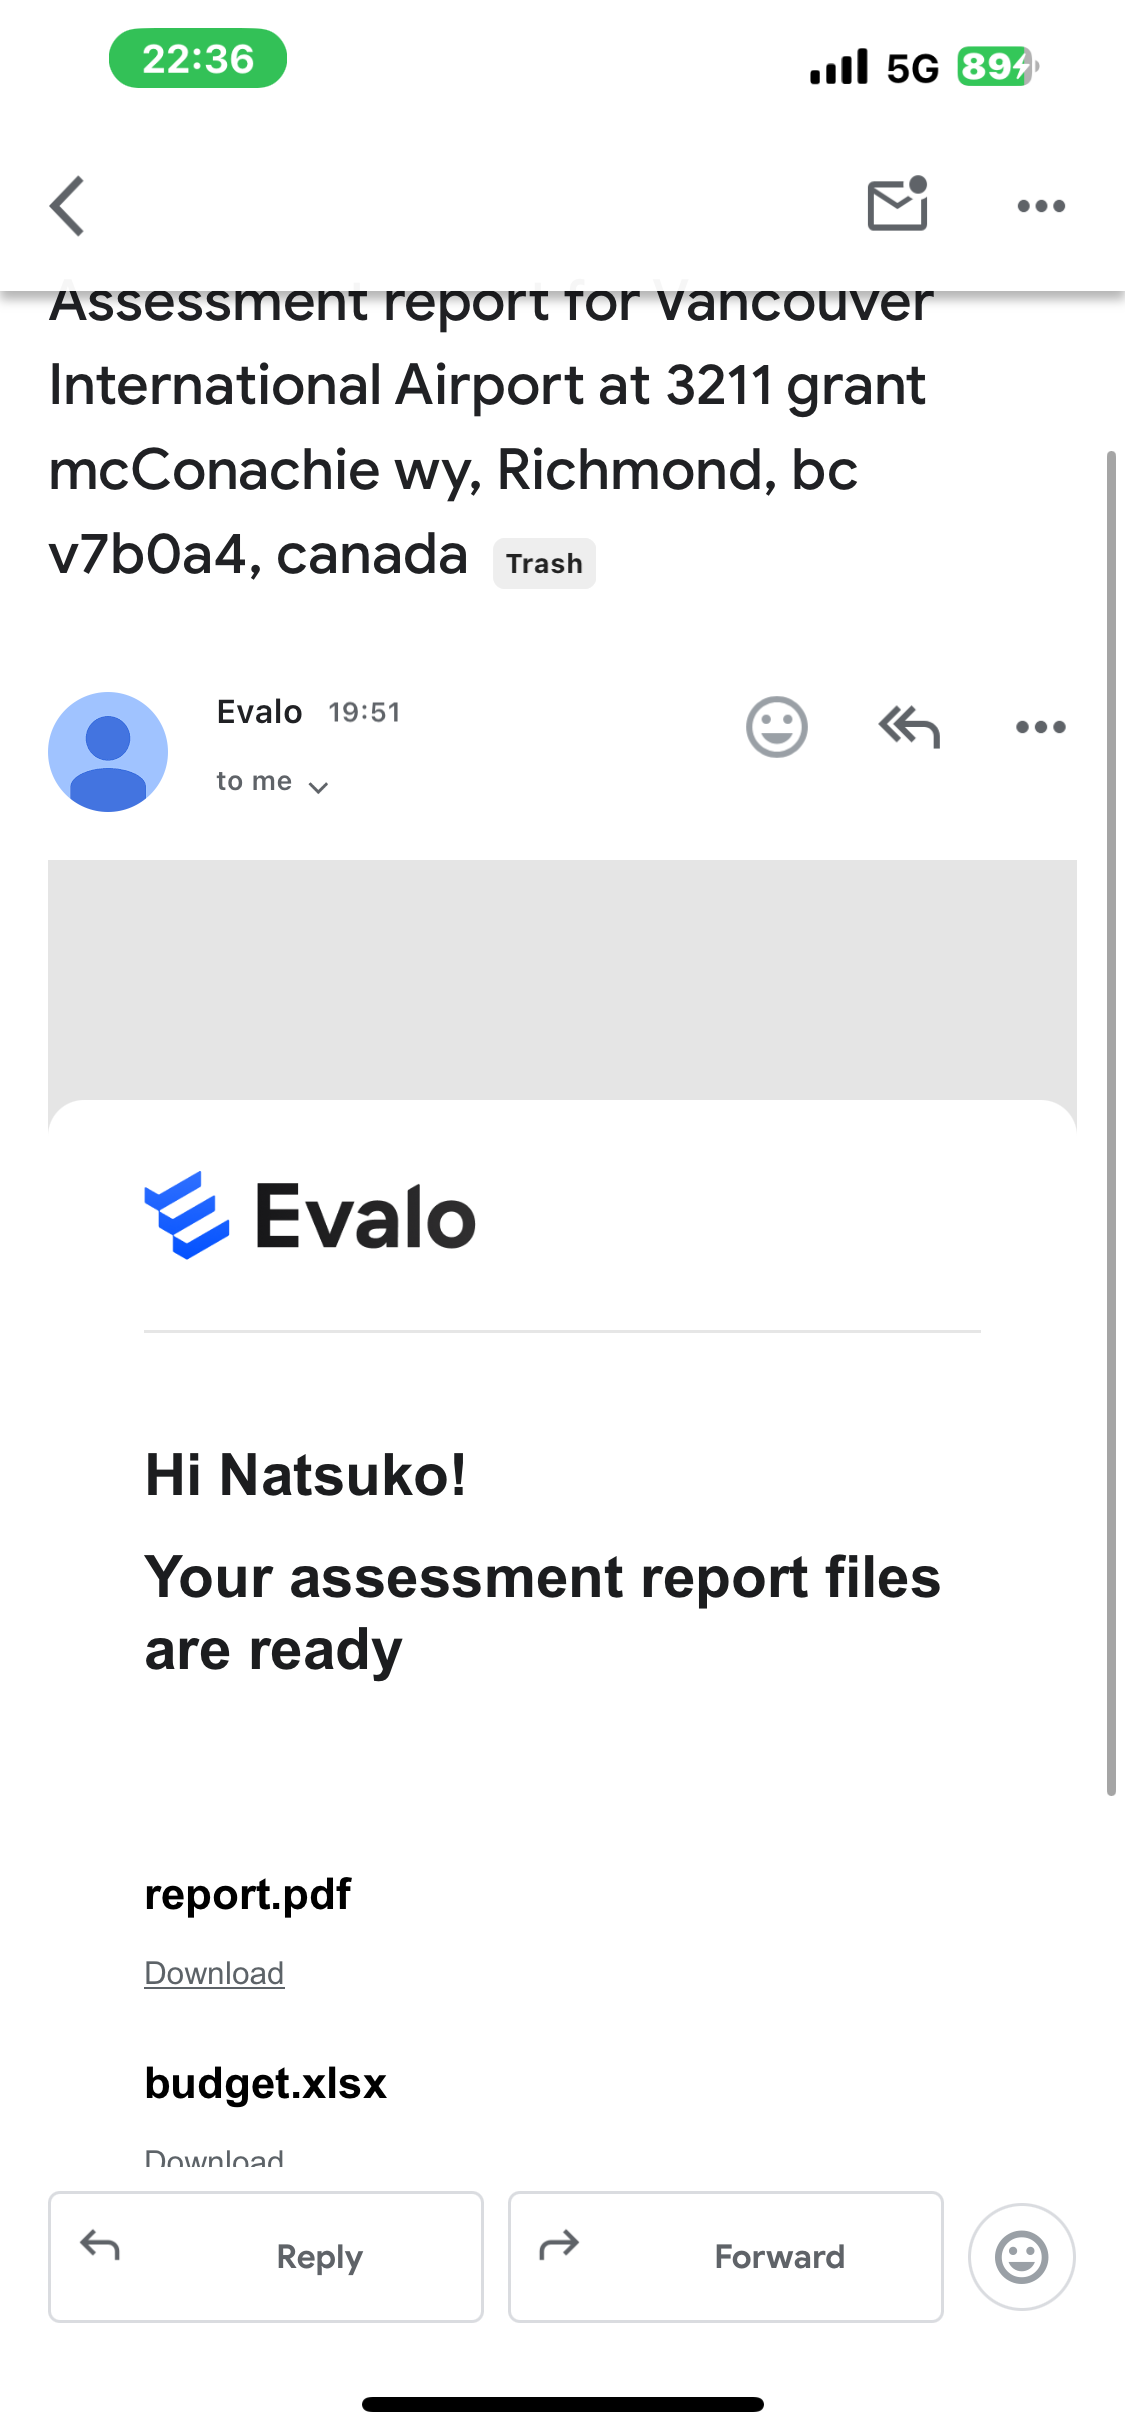 22:36
5G 89
Assessment report for Vancouver
International Airport at 3211 grant
mcConachie wy, Richmond, bc
v7b0a4, canada Trash
Evalo 19:51
to me
Evalo
Hi Natsuko!
Your assessment report files
are ready
report.pdf
Download
budget.xlsx
Download
Reply Forward